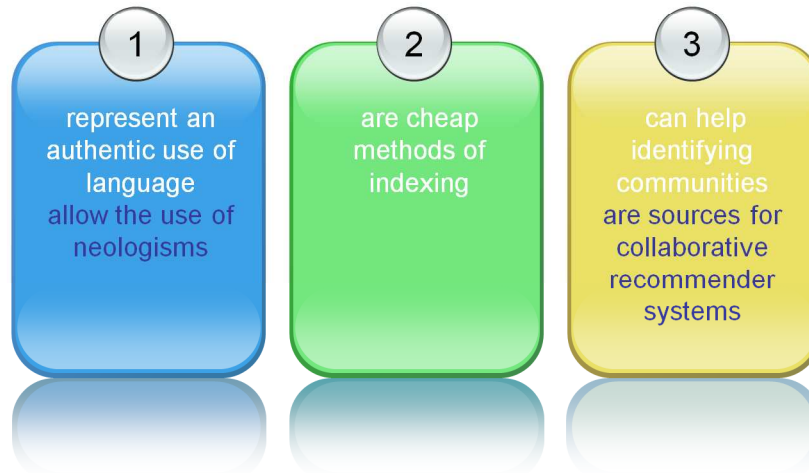 1
represent an
authentic use of
language
allow the use of
neologisms
2
are cheap
methods of
indexing
3
can help
identifying
communities
are sources for
collaborative
recommender
systems